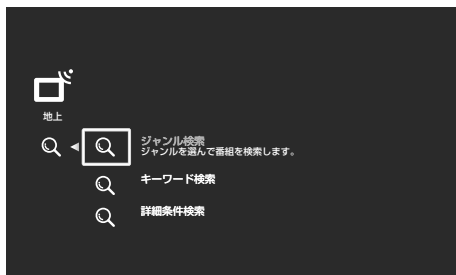 地上
ジャンル検索
ジャンルを選んで番組を検索します。
キーワード検索
詳細条件検索